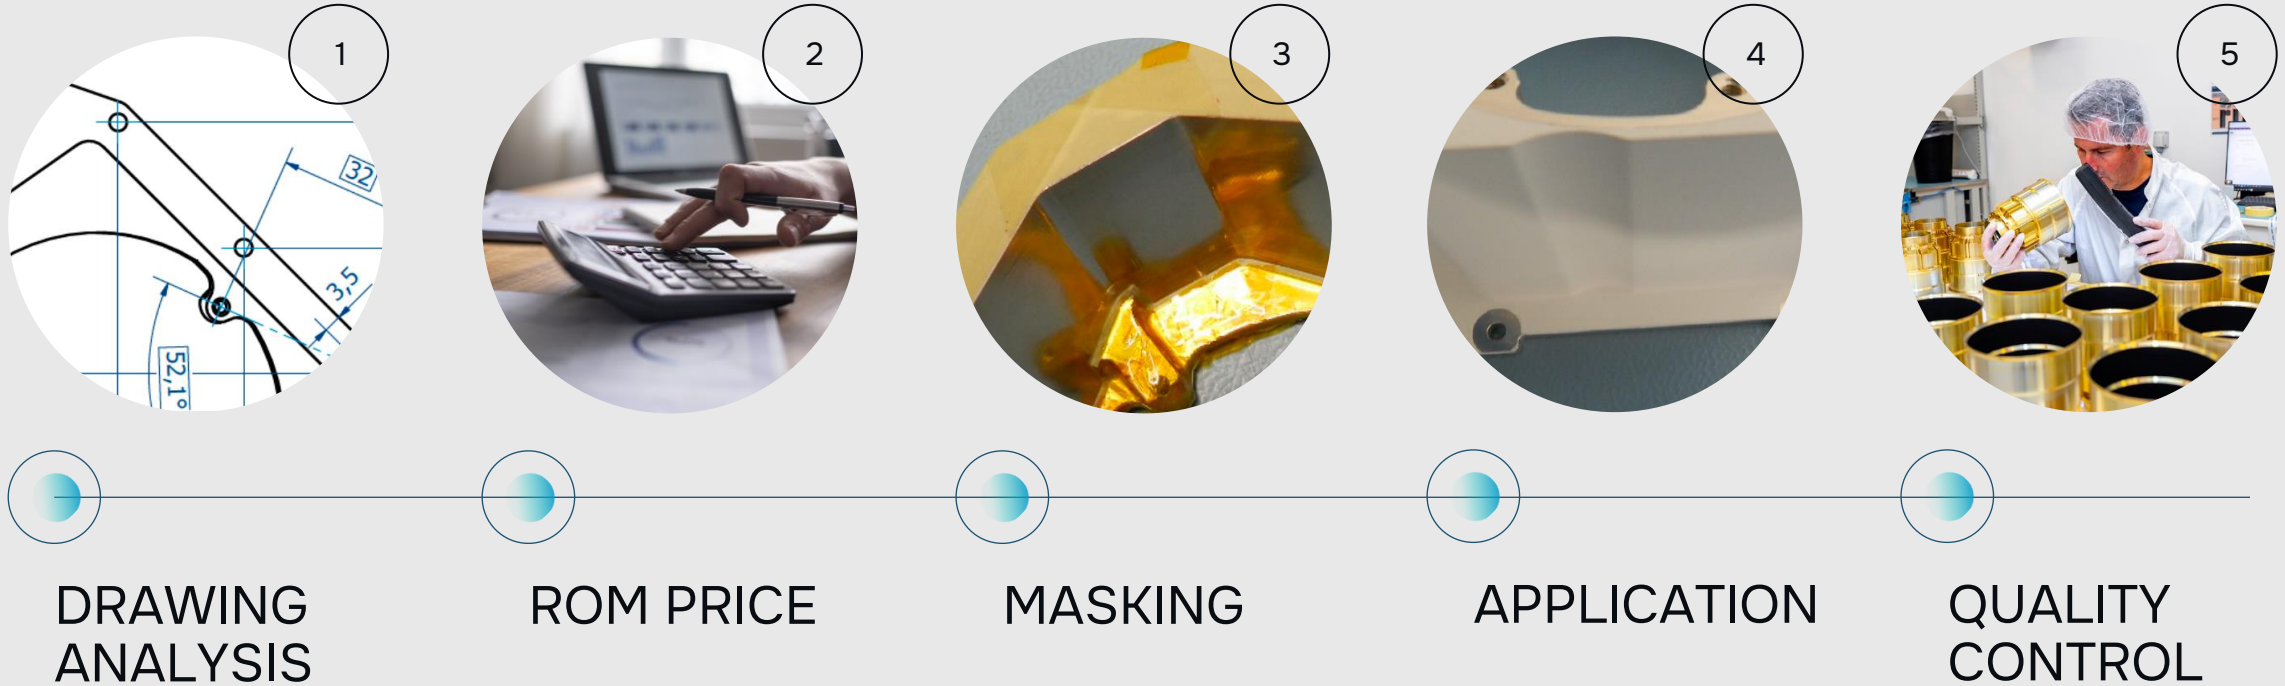 1
2
3
4
5
32
3,5
52,1°
DRAWING
ANALYSIS
ROM PRICE
MASKING
APPLICATION
QUALITY
CONTROL